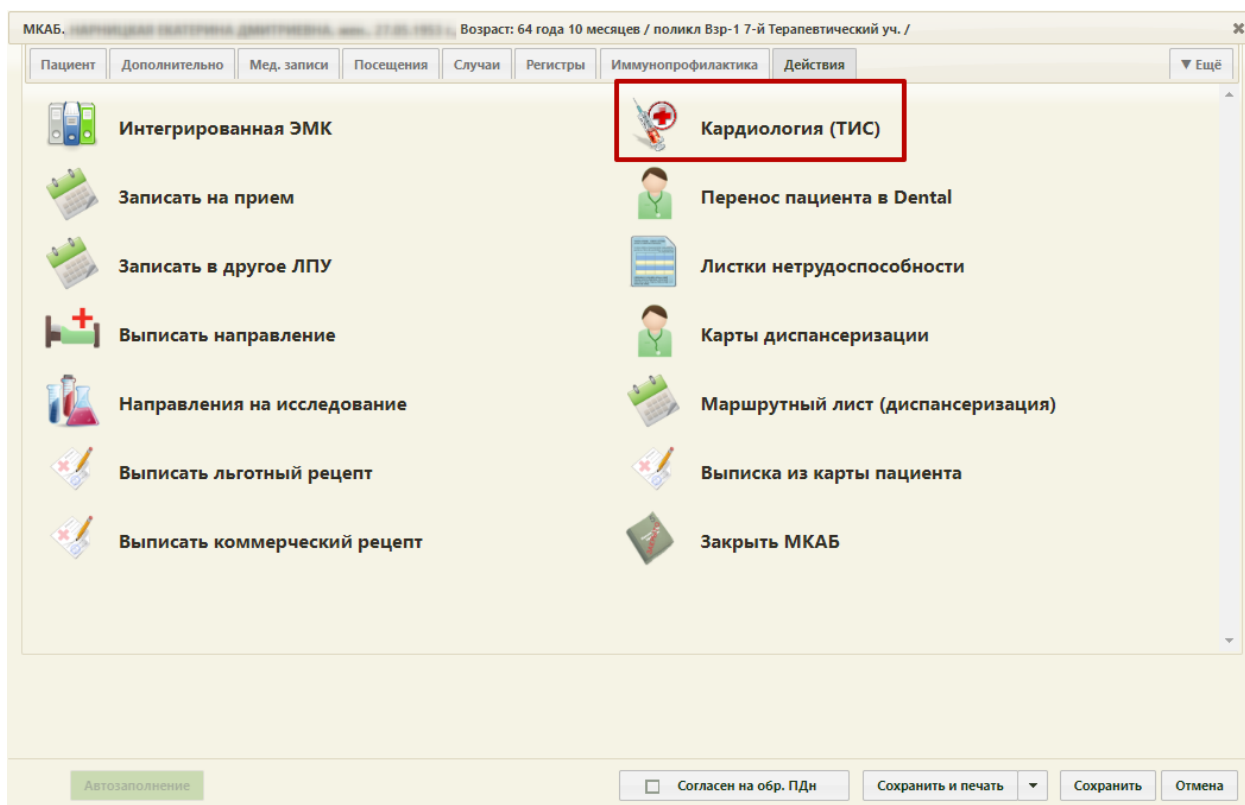 МКАБ. Возраст: 64 года 10 месяцев / поликл Взр-1 7-й Терапевтический уч. /
Пациент Дополнительно Мед. записи Посещения Случаи Регистры Иммунопрофилактика Действия ▼ Ещё
Интегрированная ЭМК Кардиология (ТИС)
Записать на прием Перенос пациента в Dental
Записать в другое ЛПУ Листки нетрудоспособности
Выписать направление Карты диспансеризации
Направления на исследование Маршрутный лист (диспансеризация)
Выписать льготный рецепт Выписка из карты пациента
Выписать коммерческий рецепт Закрыть МКАБ
Автозаполнение Согласен на обр. ПДн Сохранить и печать Сохранить Отмена